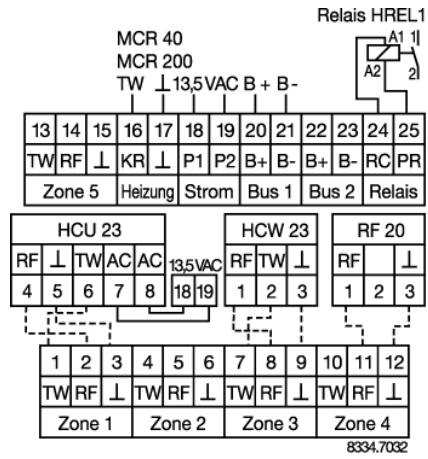 Relais HREL1
MCR 40
MCR 200
A1 1
A2 2
TW ⊥ 13,5VAC B + B-
13 14 15 16 17 18 19 20 21 22 23 24 25
TW RF ⊥ KR ⊥ P1 P2 B+ B- B+ B- RC PR
Zone 5 Heizung Strom Bus 1 Bus 2 Relais
HCU 23 HCW 23 RF 20
RF ⊥ TW AC AC 13,5VAC RF TW ⊥ RF ⊥
4 5 6 7 8 18 19 1 2 3 1 2 3
1 2 3 4 5 6 7 8 9 10 11 12
TW RF ⊥ TW RF ⊥ TW RF ⊥ TW RF ⊥
Zone 1 Zone 2 Zone 3 Zone 4
8334.7032